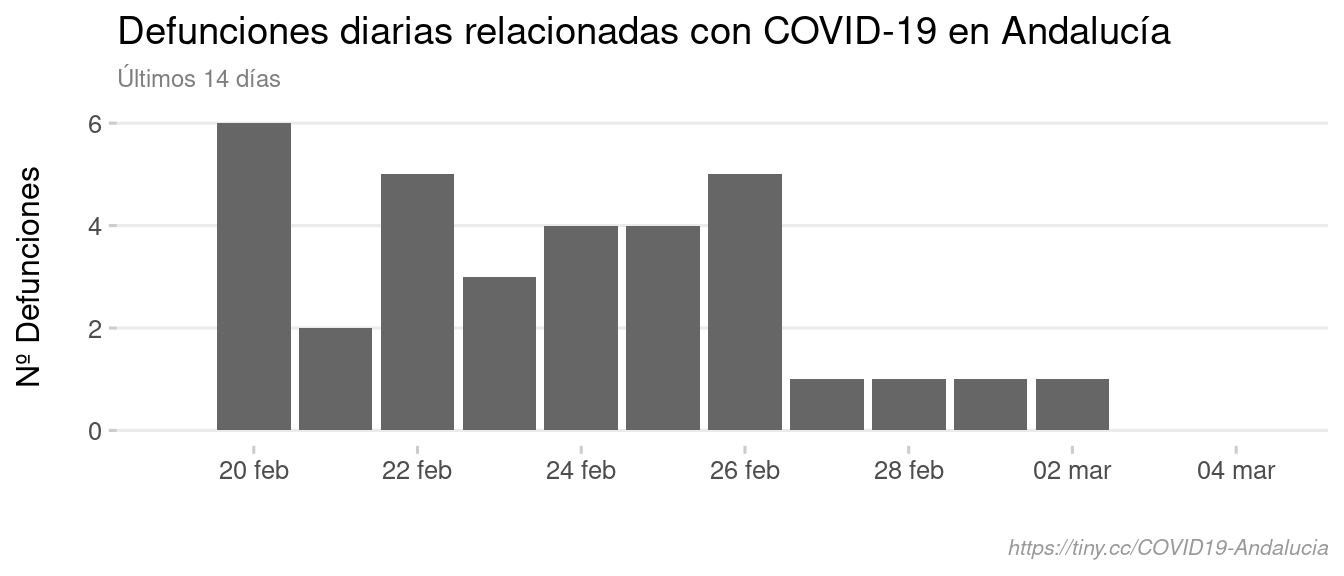 Defunciones diarias relacionadas con COVID-19 en Andalucía
Últimos 14 días
Nº Defunciones
6
4
2
0
20 feb 22 feb 24 feb 26 feb 28 feb 02 mar 04 mar
https://tiny.cc/COVID19-Andalucia